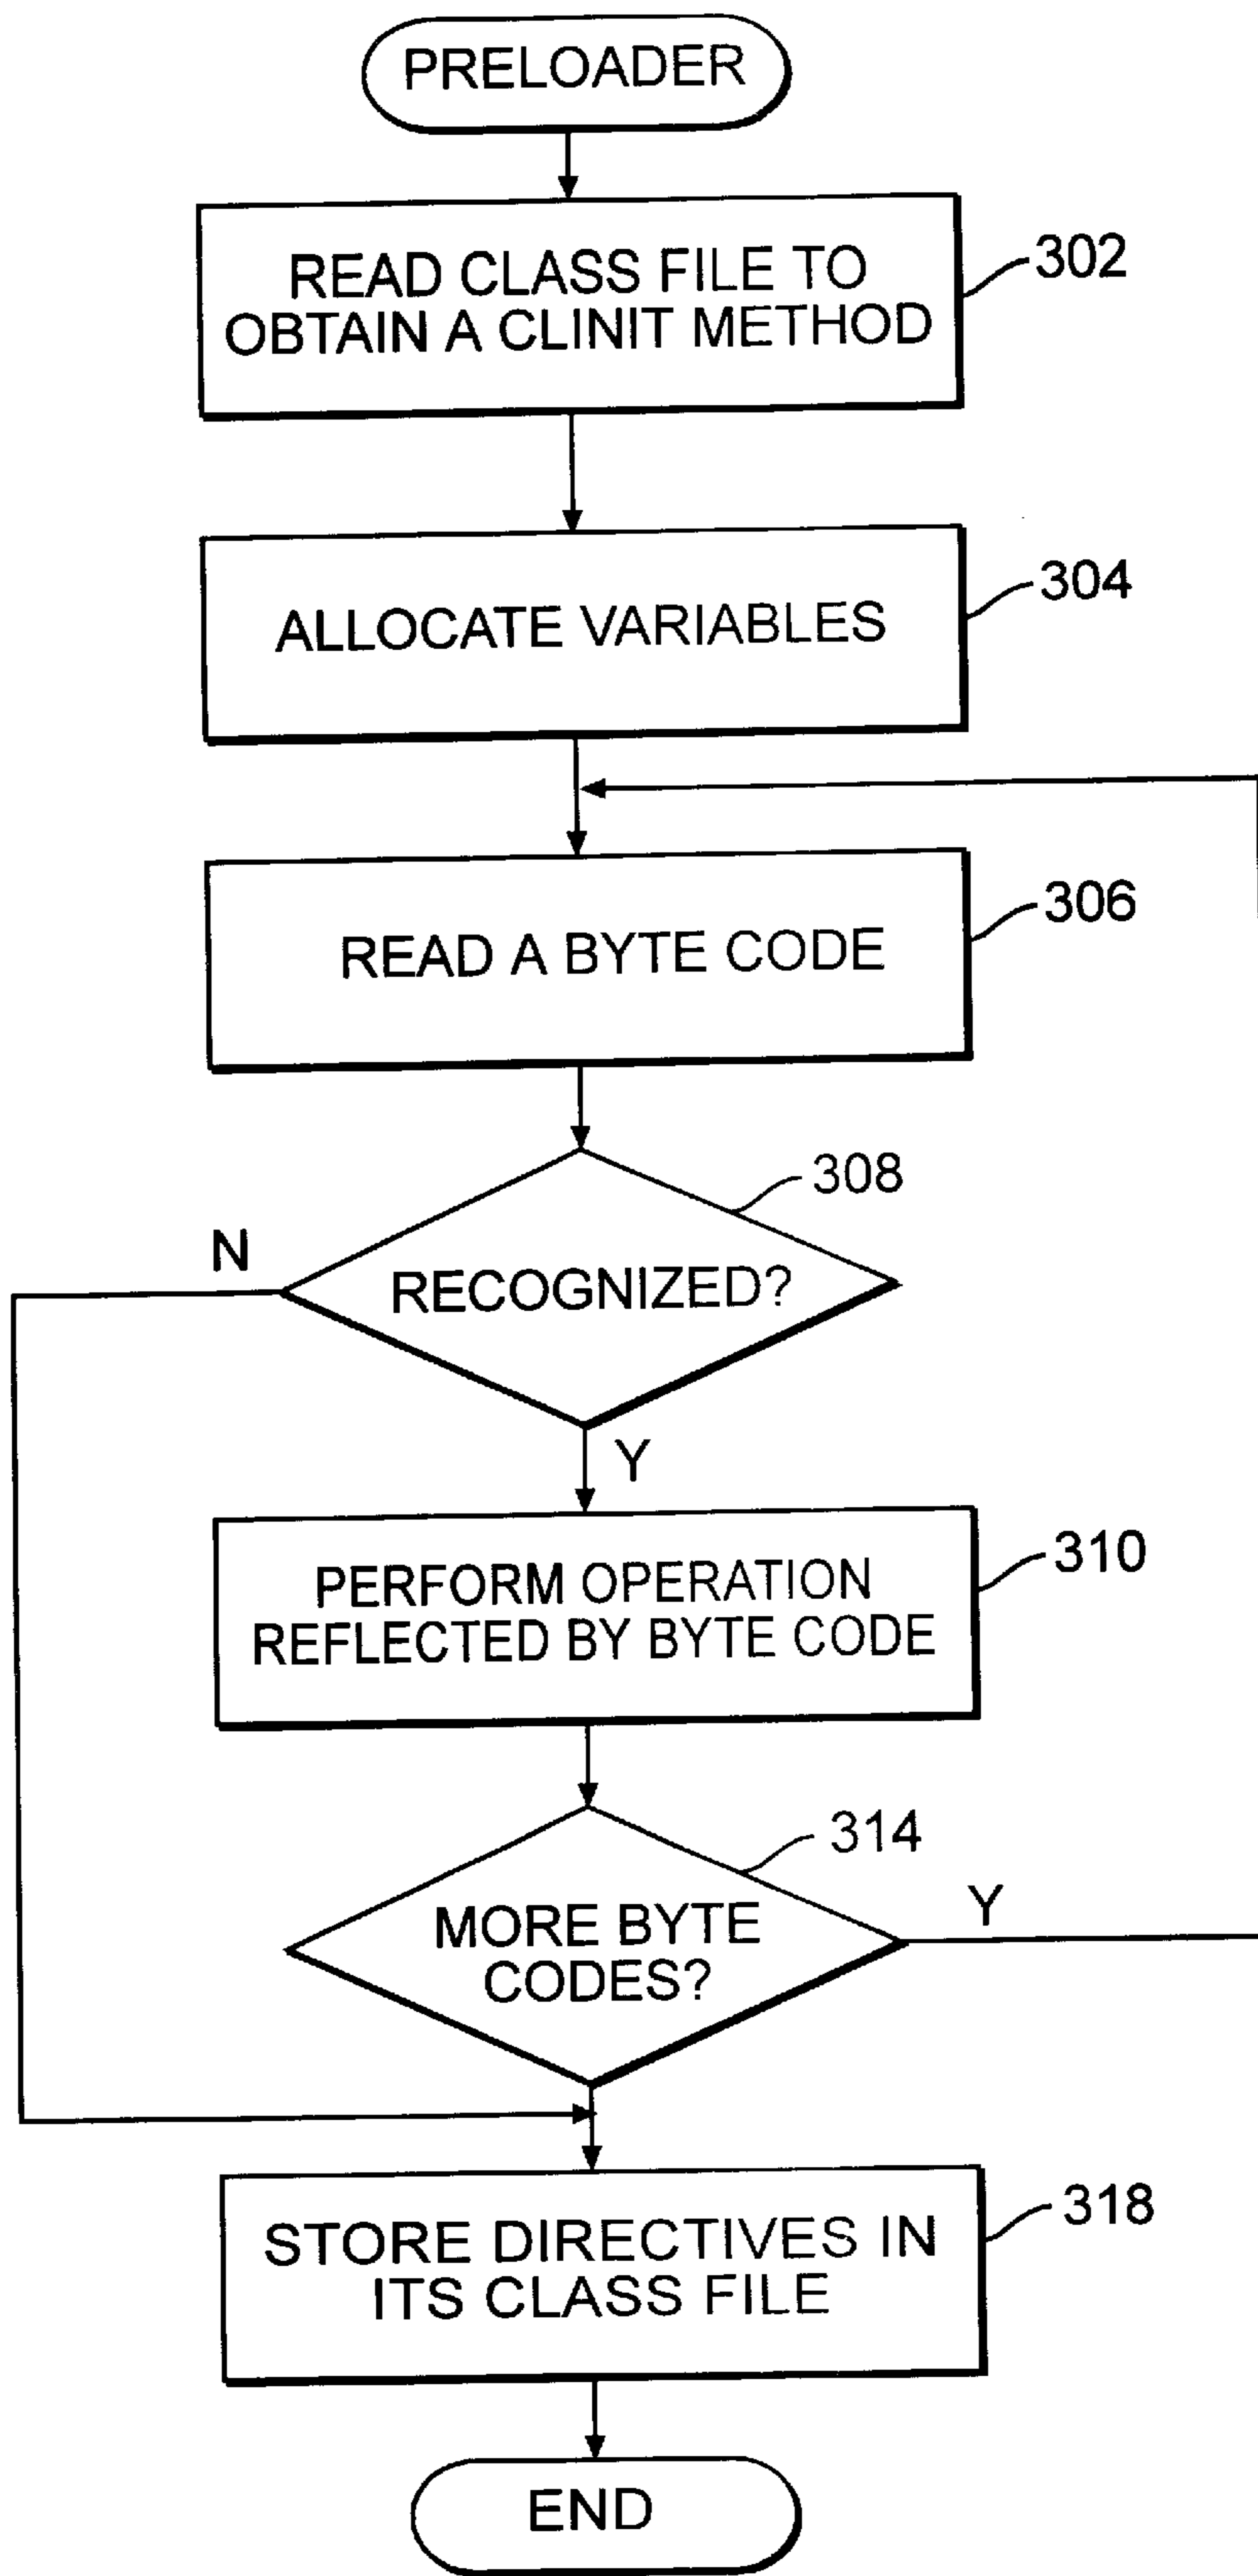 PRELOADER
READ CLASS FILE TO
OBTAIN A CLINIT METHOD
302
ALLOCATE VARIABLES
304
READ A BYTE CODE
306
308
N
RECOGNIZED?
Y
PERFORM OPERATION
REFLECTED BY BYTE CODE
310
314
Y
MORE BYTE
CODES?
STORE DIRECTIVES IN
ITS CLASS FILE
318
END